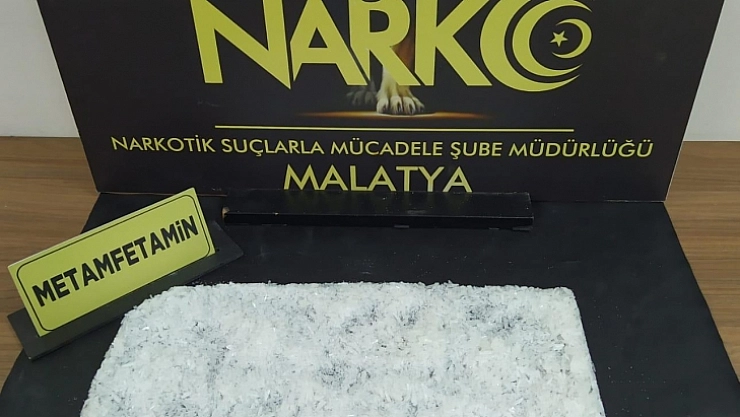 NARKO
NARKOTİK SUÇLARLA MÜCADELE ŞUBE MÜDÜRLÜĞÜ
MALATYA
METAMFETAMİN